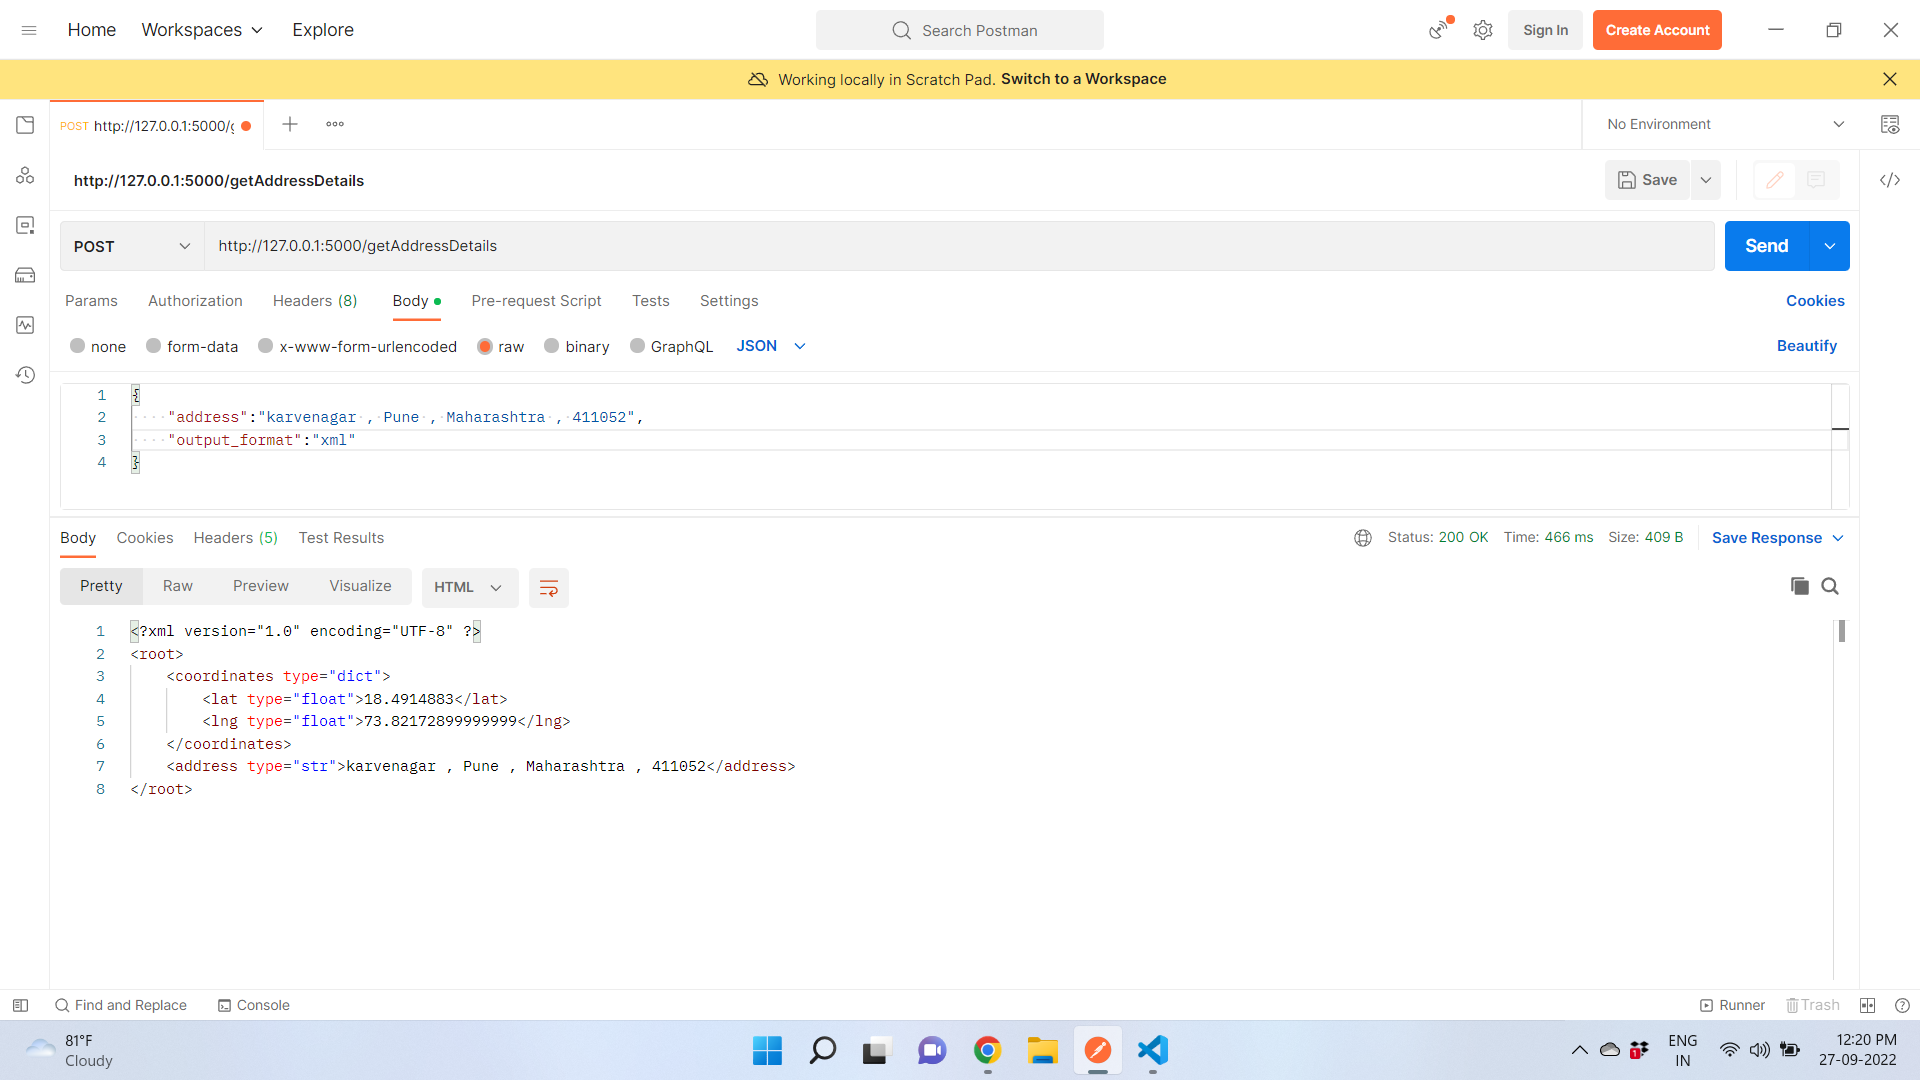 Home Workspaces Explore Search Postman Sign In Create Account
Working locally in Scratch Pad. Switch to a Workspace
POST http://127.0.0.1:5000/g No Environment
http://127.0.0.1:5000/getAddressDetails Save
POST http://127.0.0.1:5000/getAddressDetails Send
Params Authorization Headers (8) Body Pre-request Script Tests Settings Cookies
none form-data x-www-form-urlencoded raw binary GraphQL JSON Beautify
1 {
2 "address":"karvenagar , Pune , Maharashtra , 411052",
3 "output_format":"xml"
4 }
Body Cookies Headers (5) Test Results Status: 200 OK Time: 466 ms Size: 409 B Save Response
Pretty Raw Preview Visualize HTML
1 <?xml version="1.0" encoding="UTF-8" ?>
2 <root>
3 <coordinates type="dict">
4 <lat type="float">18.4914883</lat>
5 <lng type="float">73.82172899999999</lng>
6 </coordinates>
7 <address type="str">karvenagar , Pune , Maharashtra , 411052</address>
8 </root>
Find and Replace Console Runner Trash
81°F
Cloudy
1
ENG
IN
12:20 PM
27-09-2022